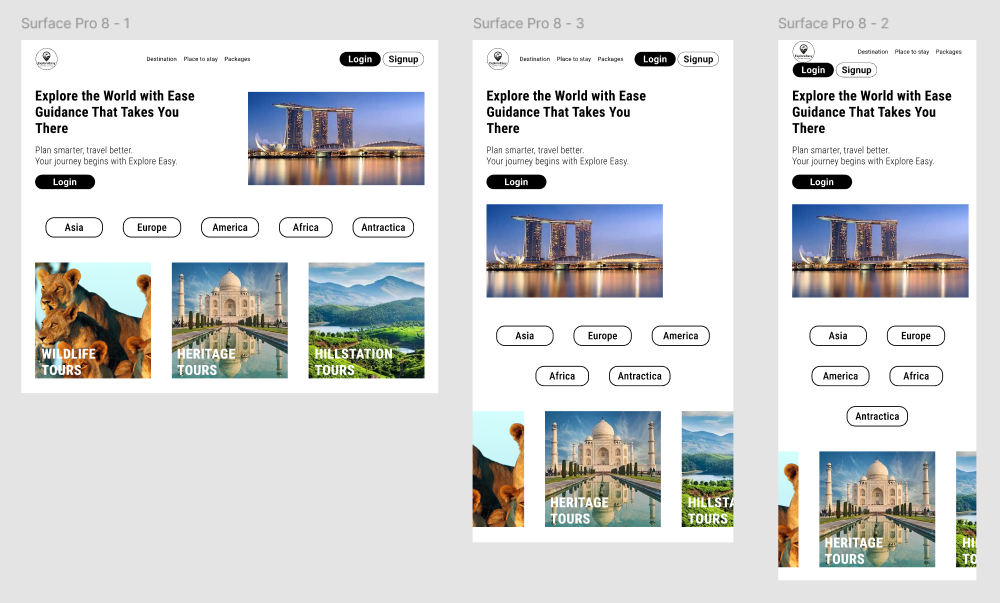 Surface Pro 8 - 1
Destination Place to stay Packages
Login Signup
Explore the World with Ease
Guidance That Takes You
There
Plan smarter, travel better.
Your journey begins with Explore Easy.
Login
Asia Europe America Africa Antractica
WILDLIFE
TOURS
HERITAGE
TOURS
HILLSTATION
TOURS
Surface Pro 8 - 3
Destination Place to stay Packages
Login Signup
Explore the World with Ease
Guidance That Takes You
There
Plan smarter, travel better.
Your journey begins with Explore Easy.
Login
Asia Europe America
Africa Antractica
HERITAGE
TOURS
HILLSTA
TOURS
Surface Pro 8 - 2
Destination Place to stay Packages
Login Signup
Explore the World with Ease
Guidance That Takes You
There
Plan smarter, travel better.
Your journey begins with Explore Easy.
Login
Asia Europe
America Africa
Antractica
HERITAGE
TOURS
HI
TO